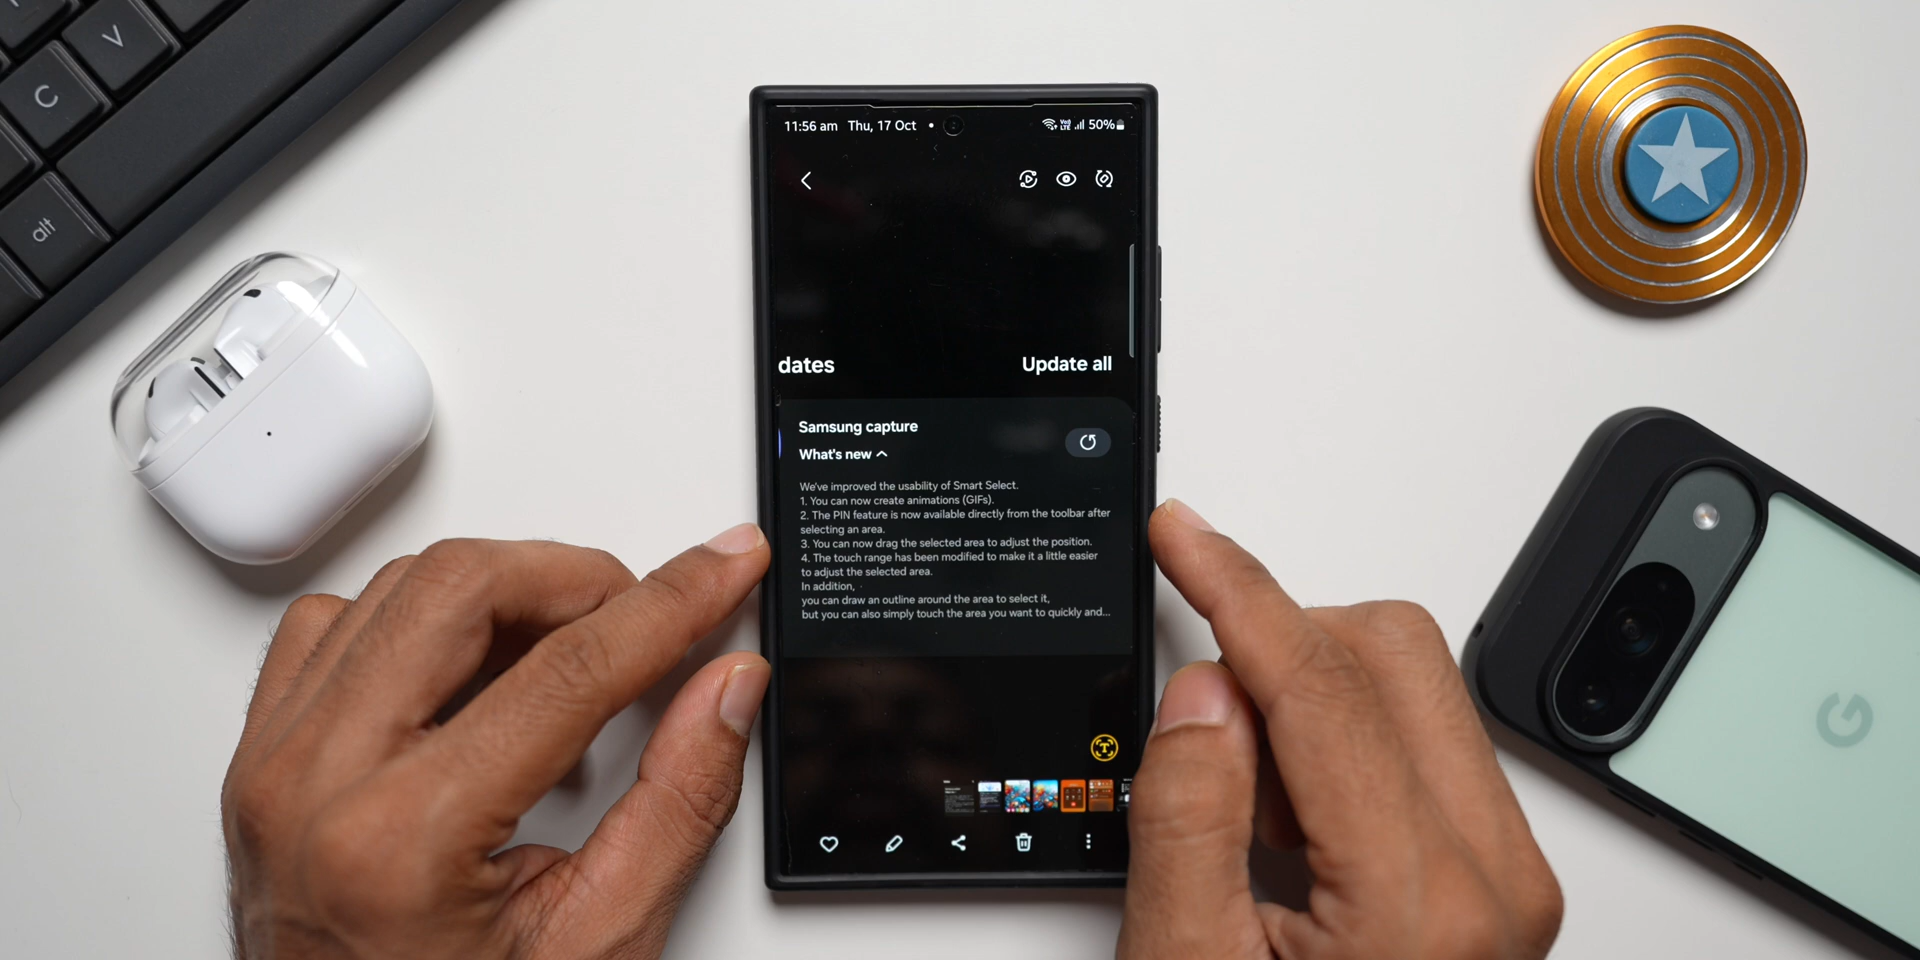 V
C
alt
11:56 am Thu, 17 Oct
50%
dates
Update all
Samsung capture
What's new
We've improved the usability of Smart Select.
1. You can now create animations (GIFs).
2. The PIN feature is now available directly from the toolbar after
selecting an area.
3. You can now drag the selected area to adjust the position.
4. The touch range has been modified to make it a little easier
to adjust the selected area.
In addition,
you can draw an outline around the area to select it,
but you can also simply touch the area you want to quickly and...
T
G